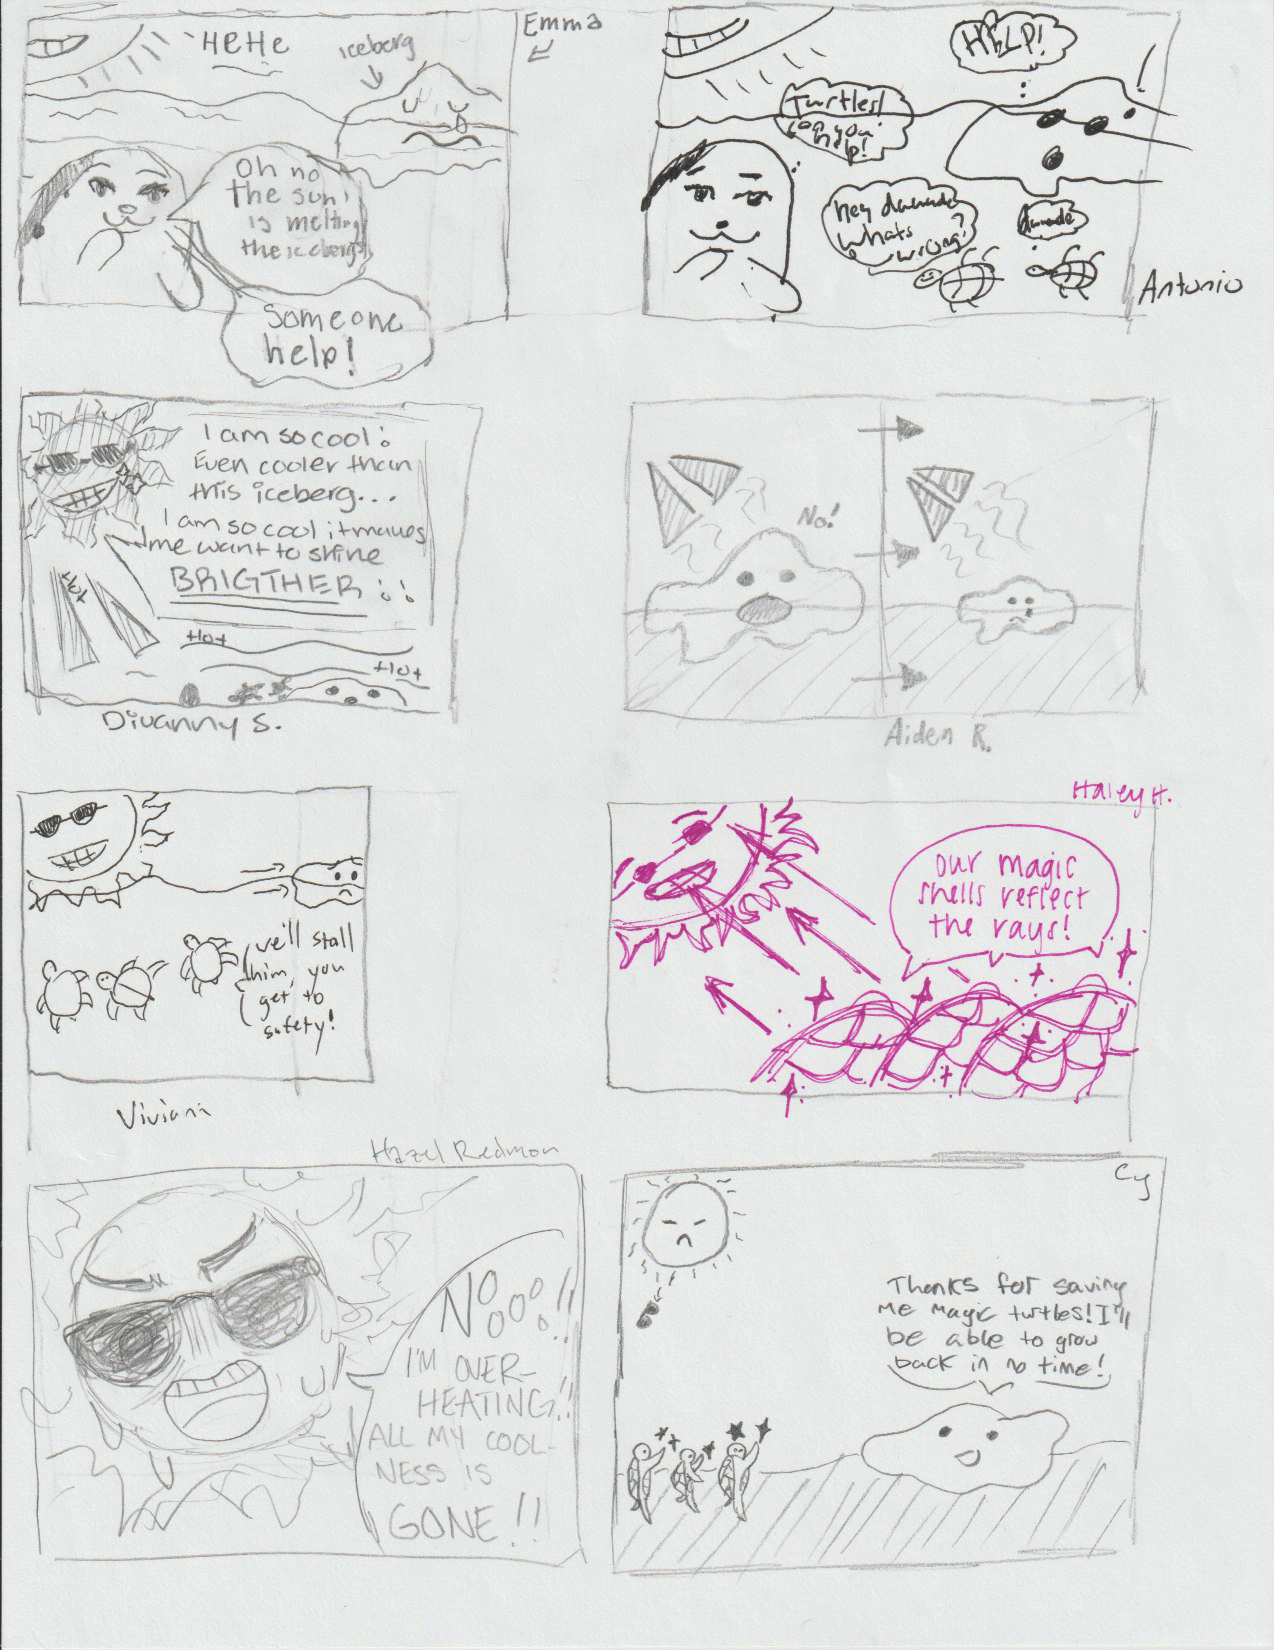 HeHe
iceberg
Emma
Oh no
the sun
is melting
the iceberg!
Someone
help!
HELP!
Turtles!
can you
help!
hey duuude
whats
wrong?
duuude
Antonio
I am so cool!
Even cooler than
this iceberg...
I am so cool it makes
me want to shine
BRIGTHER!!
Hot
Hot
Hot
Divanny S.
No!
Aiden R.
we'll stall
him, you
get to
safety!
Viviana
Haley H.
our magic
shells reflect
the rays!
Hazel Redmon
Noooo!!
I'M OVER-
HEATING!!
ALL MY COOL-
NESS IS
GONE!!
Cy
Thanks for saving
me magic turtles! I'll
be able to grow
back in no time!